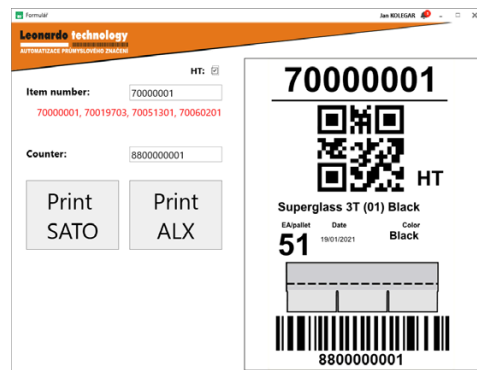 Formulář
Jan KOLEGAR
Leonardo technology
AUTOMATIZACE PRŮMYSLOVÉHO ZNAČENÍ
HT:
Item number: 70000001
70000001, 70019703, 70051301, 70060201
Counter: 8800000001
Print SATO
Print ALX
70000001
HT
Superglass 3T (01) Black
EA/pallet Date Color
51 19/01/2021 Black
8800000001